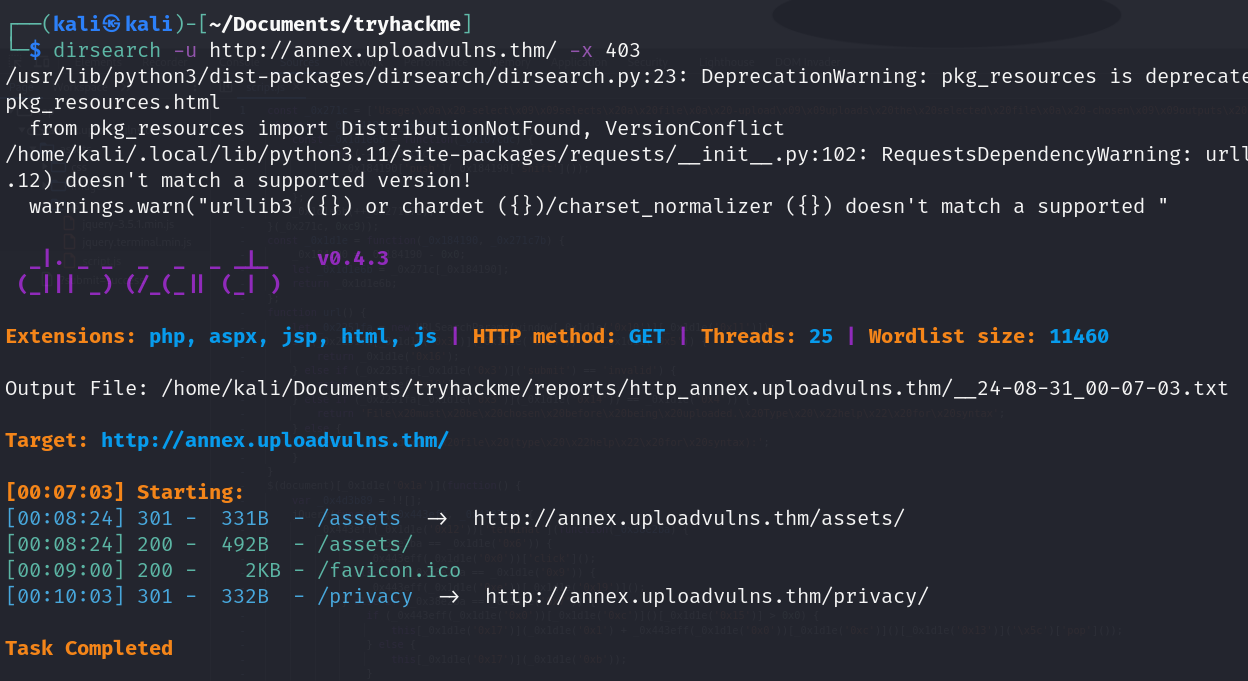 ┌──(kali㉿kali)-[~/Documents/tryhackme]
└─$ dirsearch -u http://annex.uploadvulns.thm/ -x 403
/usr/lib/python3/dist-packages/dirsearch/dirsearch.py:23: DeprecationWarning: pkg_resources is deprecate
pkg_resources.html
  from pkg_resources import DistributionNotFound, VersionConflict
/home/kali/.local/lib/python3.11/site-packages/requests/__init__.py:102: RequestsDependencyWarning: urll
.12) doesn't match a supported version!
  warnings.warn("urllib3 ({}) or chardet ({})/charset_normalizer ({}) doesn't match a supported "
  _|. _ _  _  _  _ _|_    v0.4.3
 (_||| _) (/_(_|| (_| )
Extensions: php, aspx, jsp, html, js | HTTP method: GET | Threads: 25 | Wordlist size: 11460
Output File: /home/kali/Documents/tryhackme/reports/http_annex.uploadvulns.thm/__24-08-31_00-07-03.txt
Target: http://annex.uploadvulns.thm/
[00:07:03] Starting:
[00:08:24] 301 -  331B  - /assets  →  http://annex.uploadvulns.thm/assets/
[00:08:24] 200 -  492B  - /assets/
[00:09:00] 200 -    2KB - /favicon.ico
[00:10:03] 301 -  332B  - /privacy  →  http://annex.uploadvulns.thm/privacy/
Task Completed